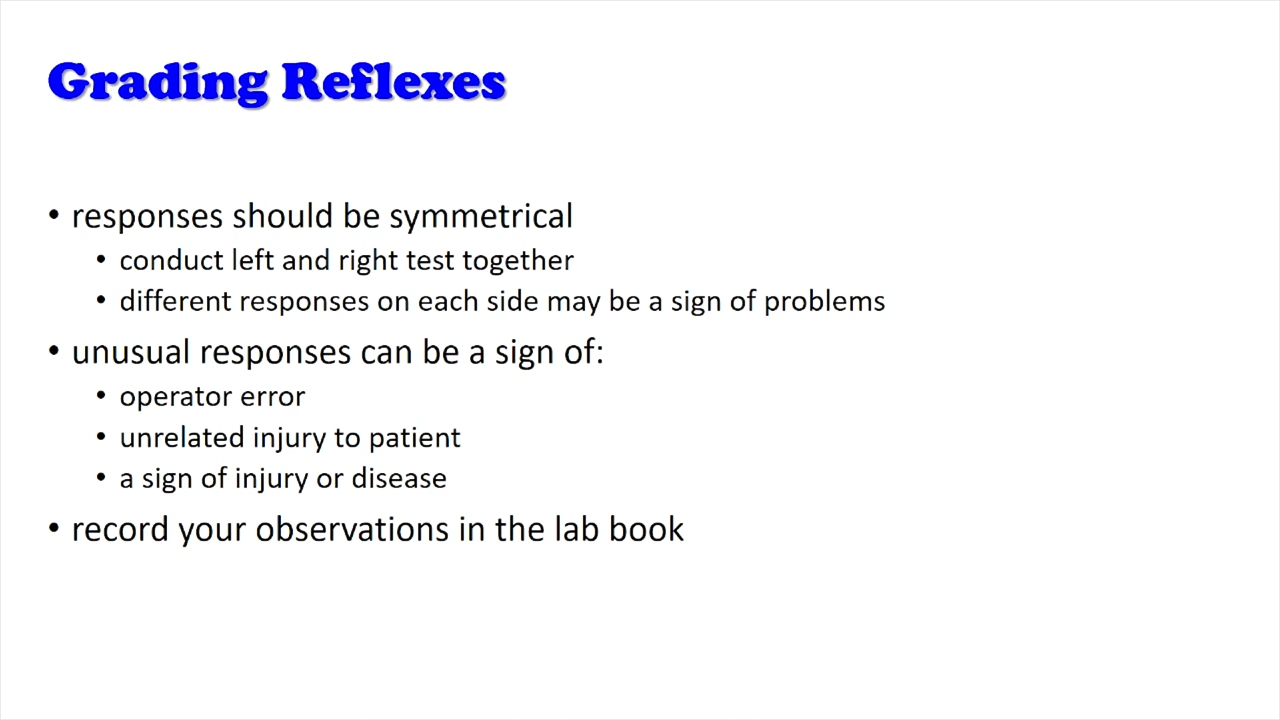 Grading Reflexes
• responses should be symmetrical
• conduct left and right test together
• different responses on each side may be a sign of problems
• unusual responses can be a sign of:
• operator error
• unrelated injury to patient
• a sign of injury or disease
• record your observations in the lab book